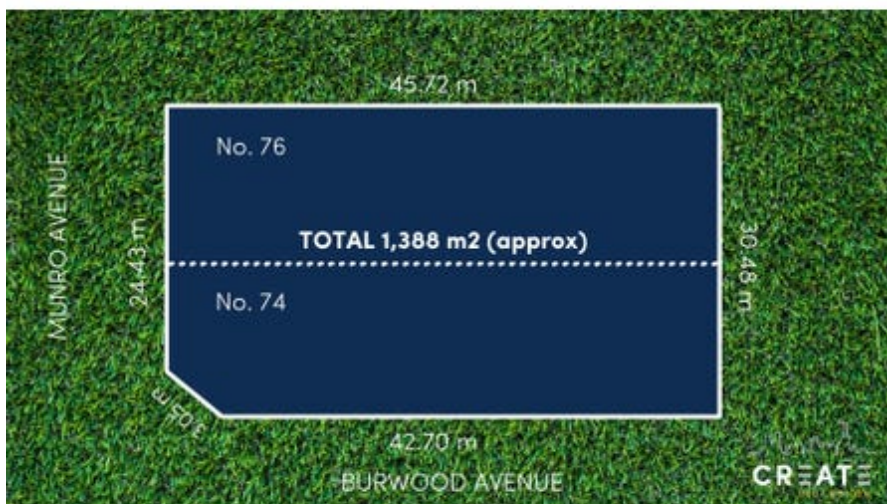 45.72 m
No. 76
MUNRO AVENUE
24.43 m
TOTAL 1,388 m2 (approx)
30.48 m
No. 74
3.05 m
42.70 m
BURWOOD AVENUE
CREATE